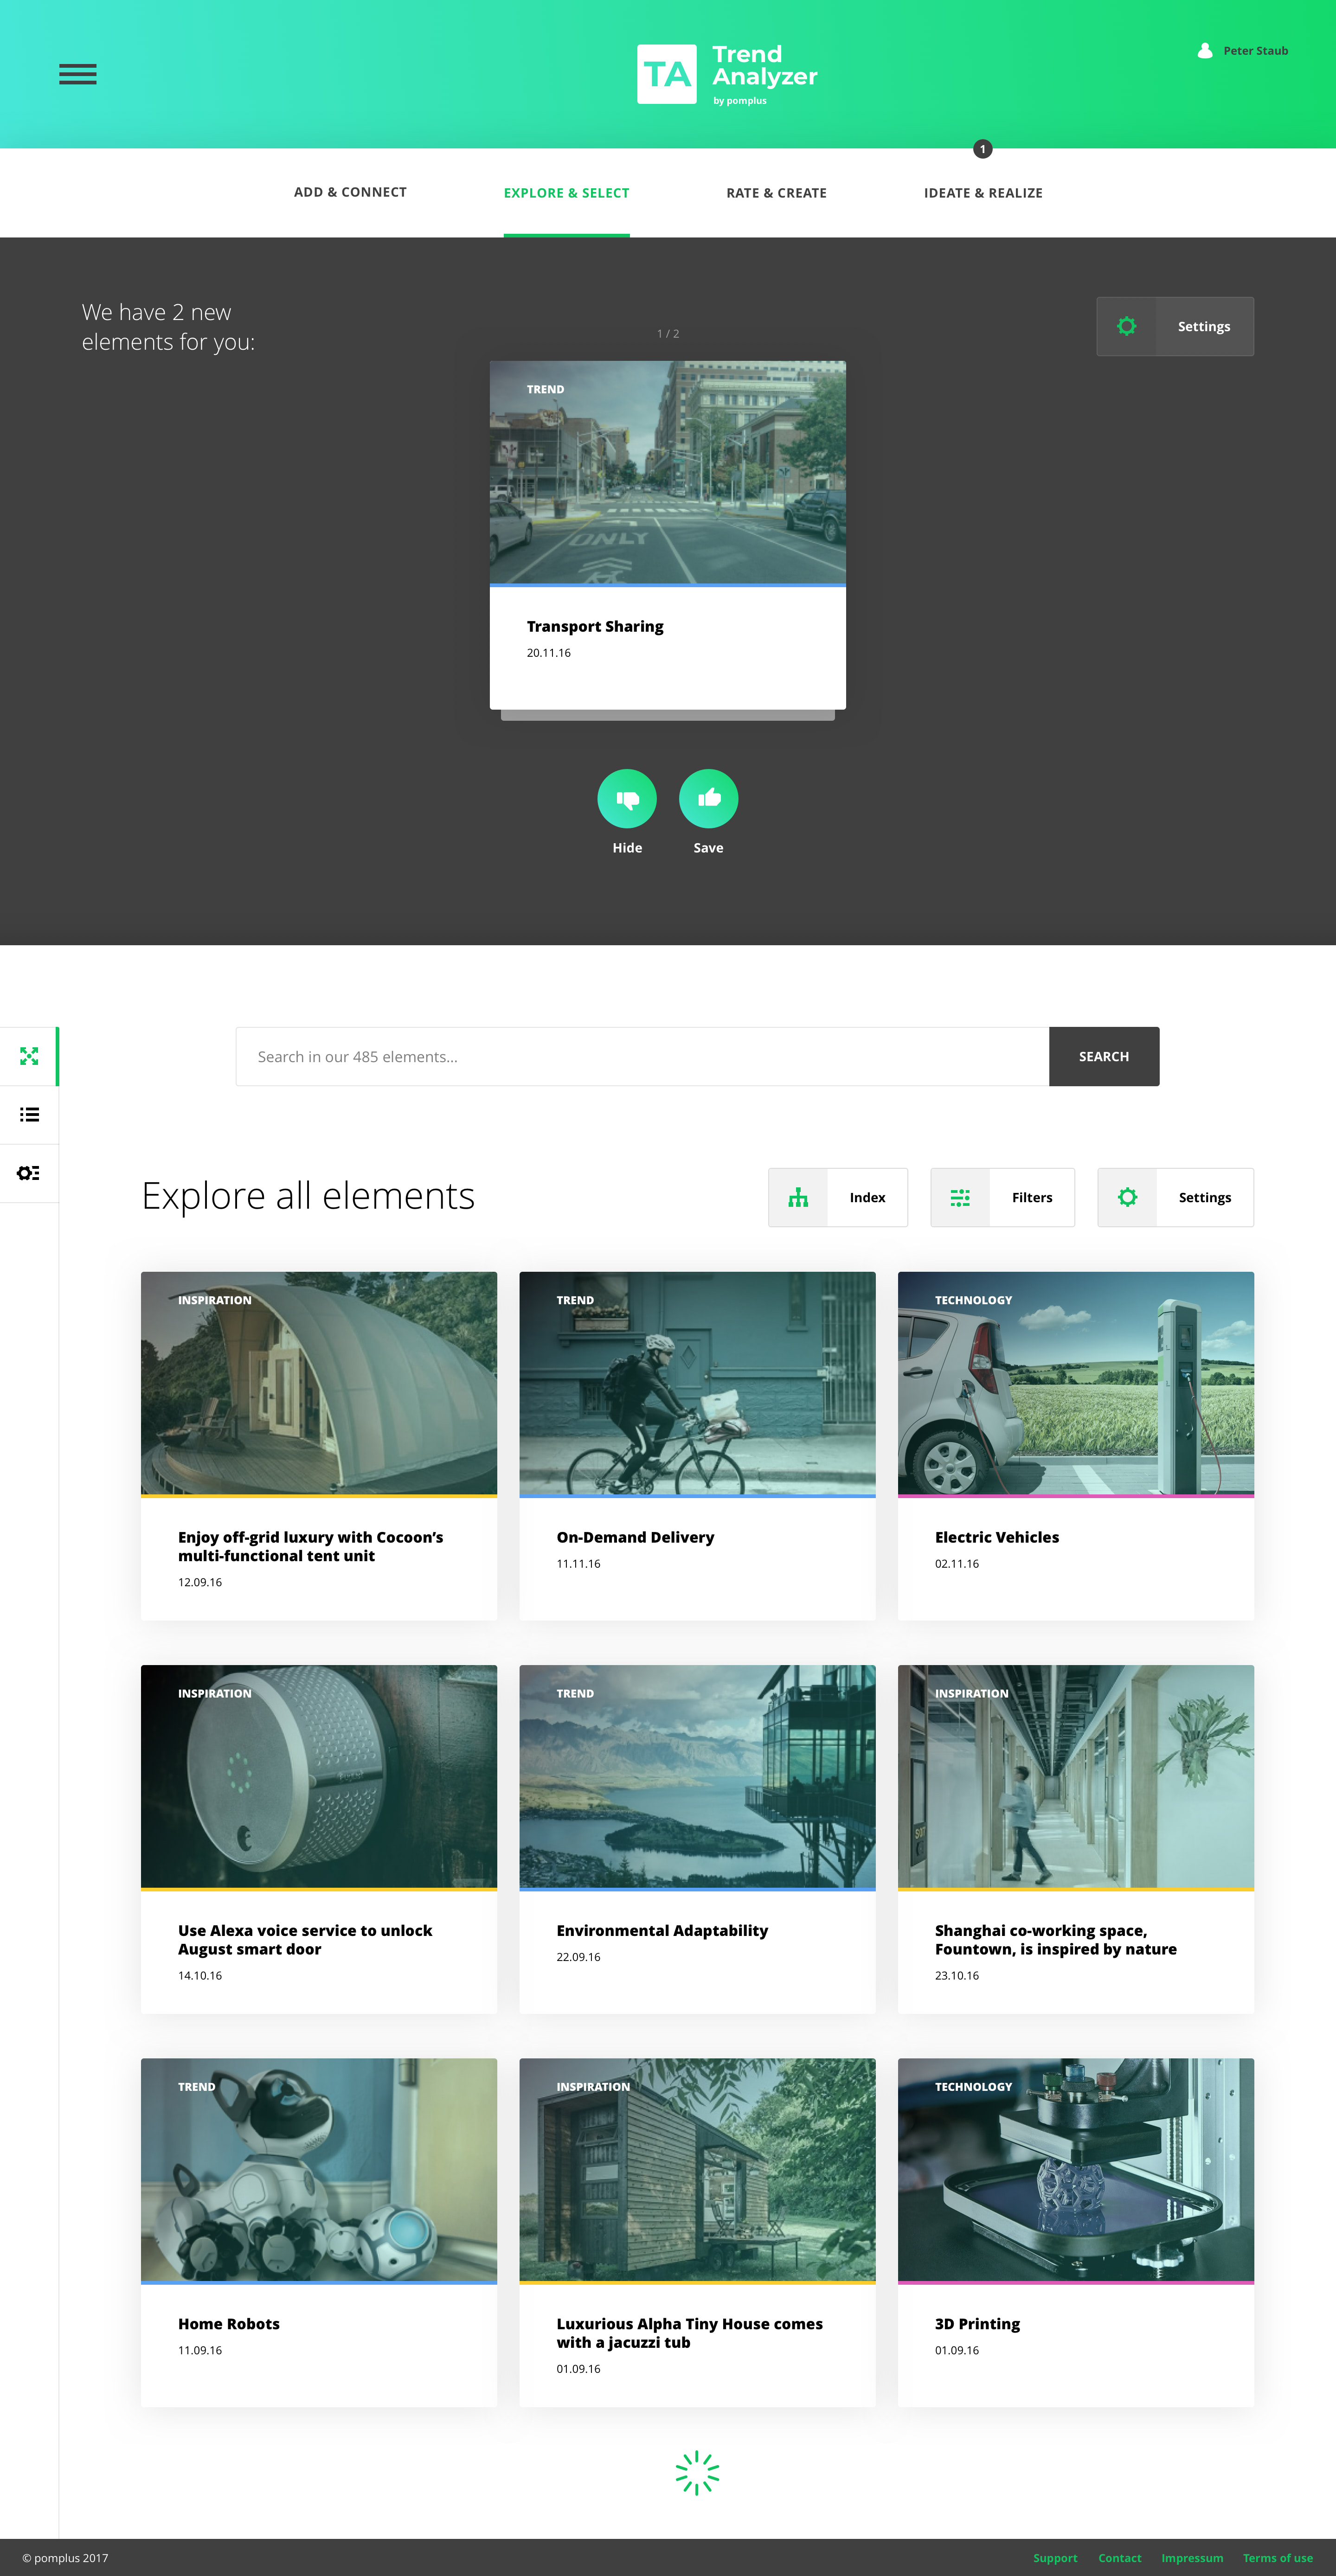 TA
Trend
Analyzer
by pomplus
Peter Staub
1
ADD & CONNECT
EXPLORE & SELECT
RATE & CREATE
IDEATE & REALIZE
We have 2 new
elements for you:
1 / 2
Settings
TREND
ONLY
Transport Sharing
20.11.16
Hide
Save
Search in our 485 elements...
SEARCH
Explore all elements
Index
Filters
Settings
INSPIRATION
Enjoy off-grid luxury with Cocoon’s
multi-functional tent unit
12.09.16
TREND
On-Demand Delivery
11.11.16
TECHNOLOGY
Electric Vehicles
02.11.16
INSPIRATION
Use Alexa voice service to unlock
August smart door
14.10.16
TREND
Environmental Adaptability
22.09.16
INSPIRATION
Shanghai co-working space,
Fountown, is inspired by nature
23.10.16
TREND
Home Robots
11.09.16
INSPIRATION
Luxurious Alpha Tiny House comes
with a jacuzzi tub
01.09.16
TECHNOLOGY
3D Printing
01.09.16
© pomplus 2017
Support
Contact
Impressum
Terms of use